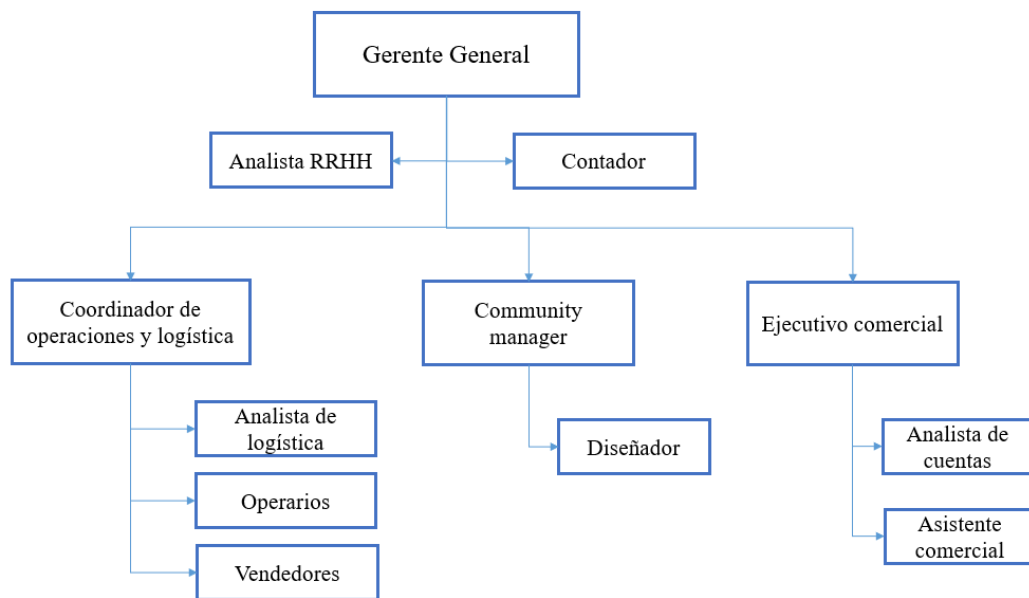 Gerente General
Analista RRHH
Contador
Coordinador de
operaciones y logística
Community
manager
Ejecutivo comercial
Analista de
logística
Operarios
Vendedores
Diseñador
Analista de
cuentas
Asistente
comercial